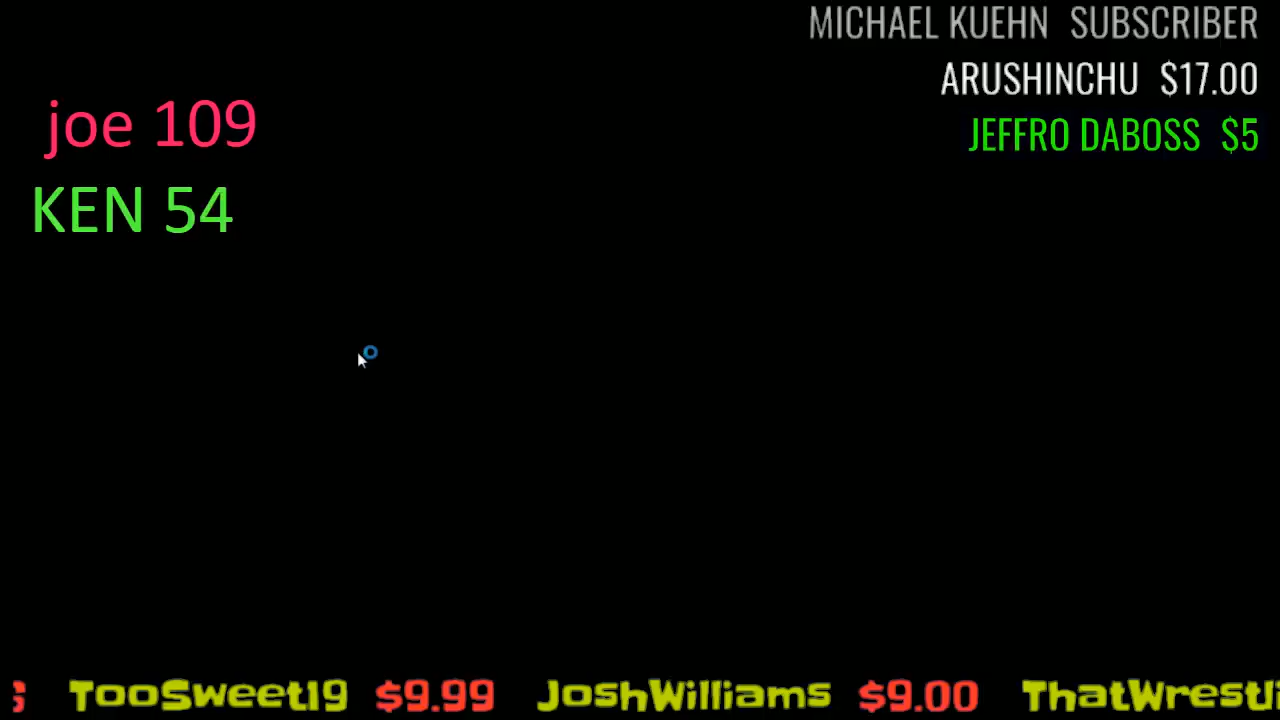 MICHAEL KUEHN SUBSCRIBER
ARUSHINCHU $17.00
JEFFRO DABOSS $5
joe 109
KEN 54
TooSweet19 $9.99 JoshWilliams $9.00